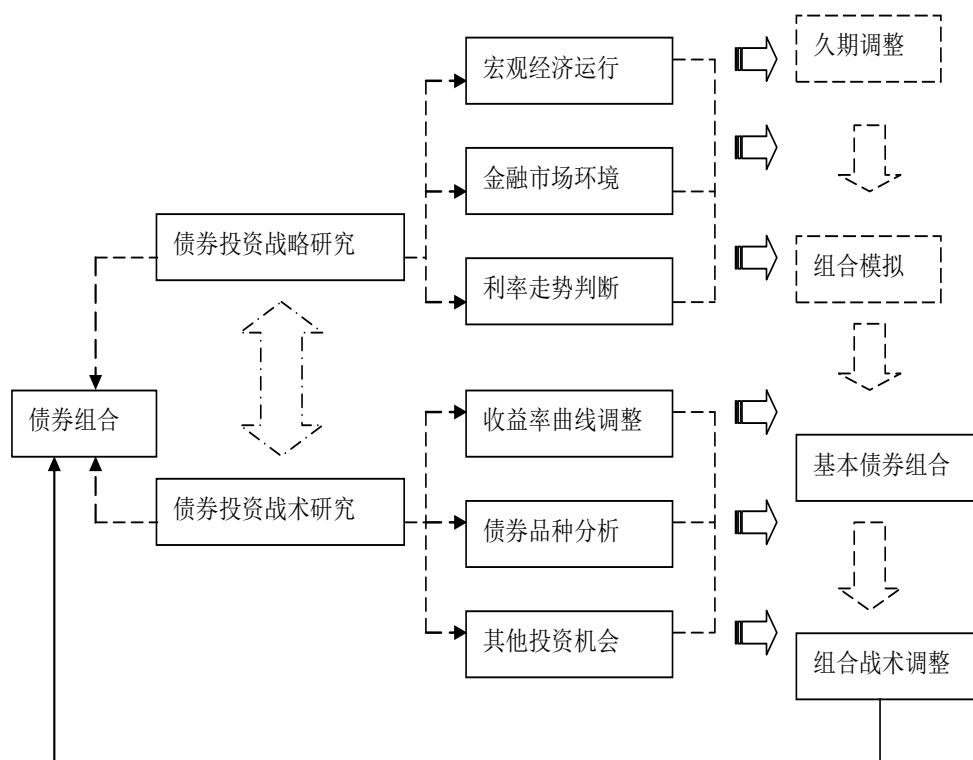 宏观经济运行
久期调整
金融市场环境
债券投资战略研究
组合模拟
利率走势判断
债券组合
收益率曲线调整
基本债券组合
债券投资战术研究
债券品种分析
其他投资机会
组合战术调整